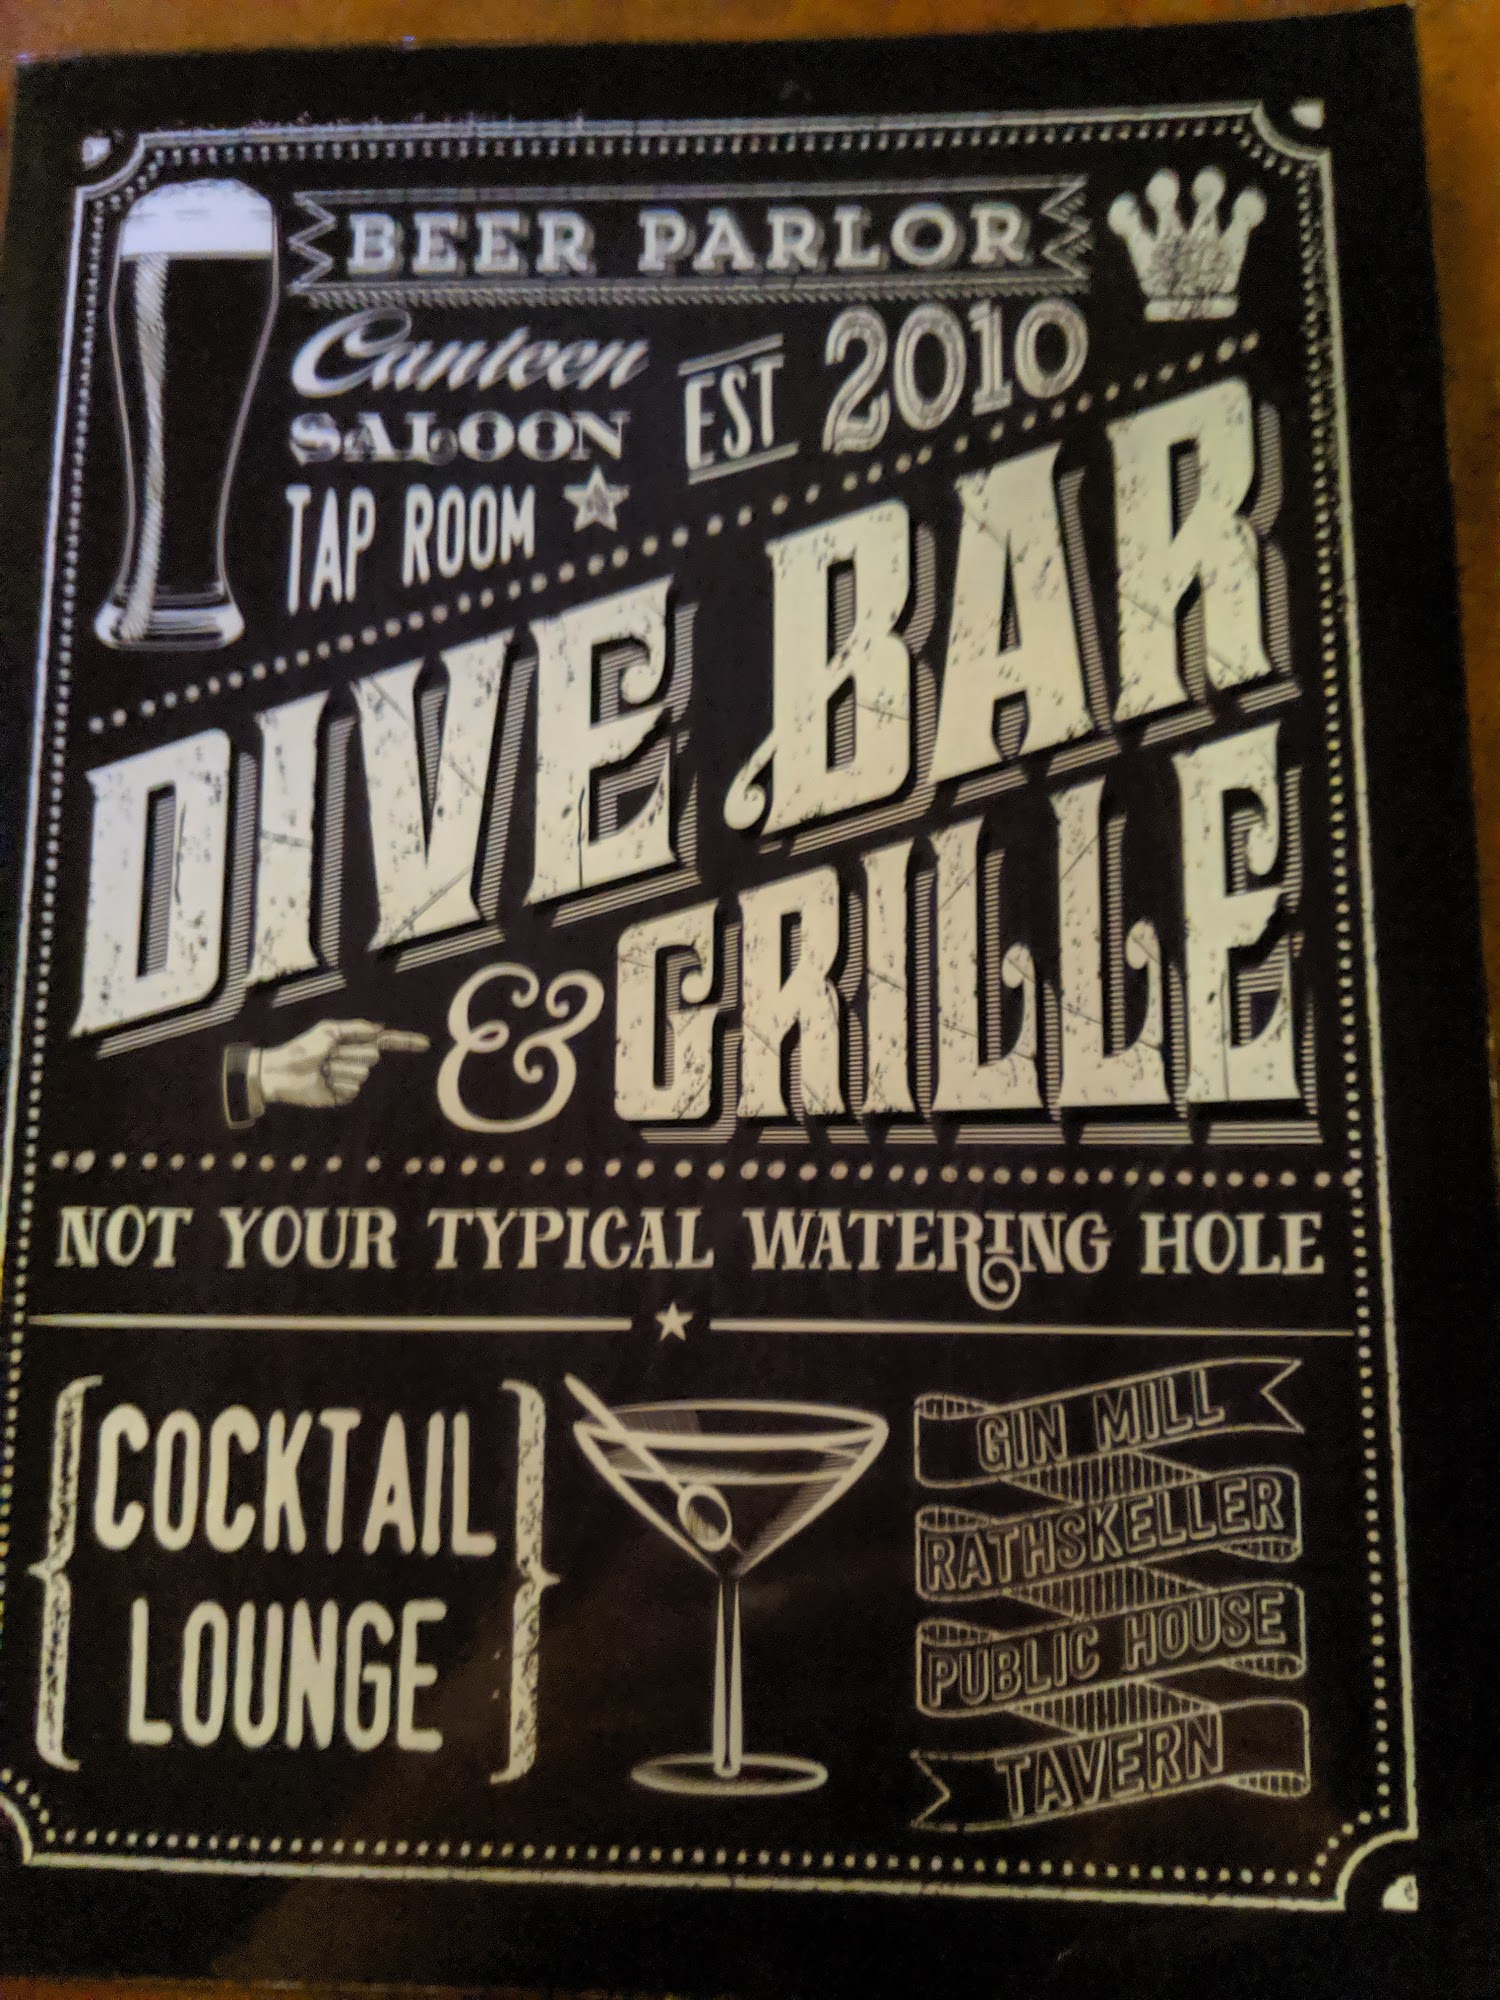 BEER PARLOR
Canteen
SALOON
TAP ROOM
EST 2010
DIVE BAR
& GRILLE
NOT YOUR TYPICAL WATERING HOLE
COCKTAIL
LOUNGE
GIN MILL
RATHSKELLER
PUBLIC HOUSE
TAVERN